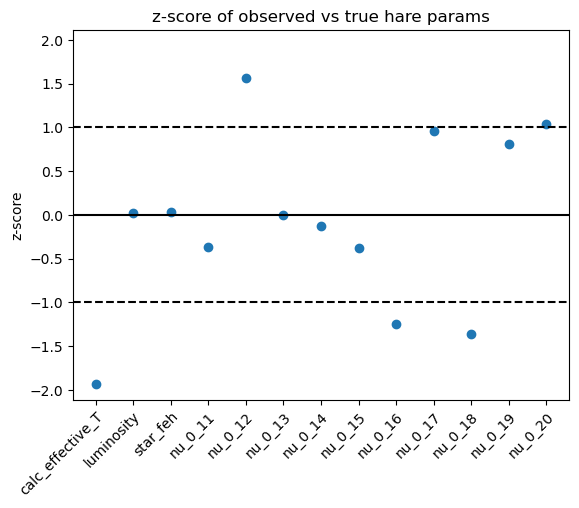 z-score of observed vs true hare params
z-score
2.0
1.5
1.0
0.5
0.0
−0.5
−1.0
−1.5
−2.0
calc_effective_T
luminosity
star_feh
nu_0_11
nu_0_12
nu_0_13
nu_0_14
nu_0_15
nu_0_16
nu_0_17
nu_0_18
nu_0_19
nu_0_20